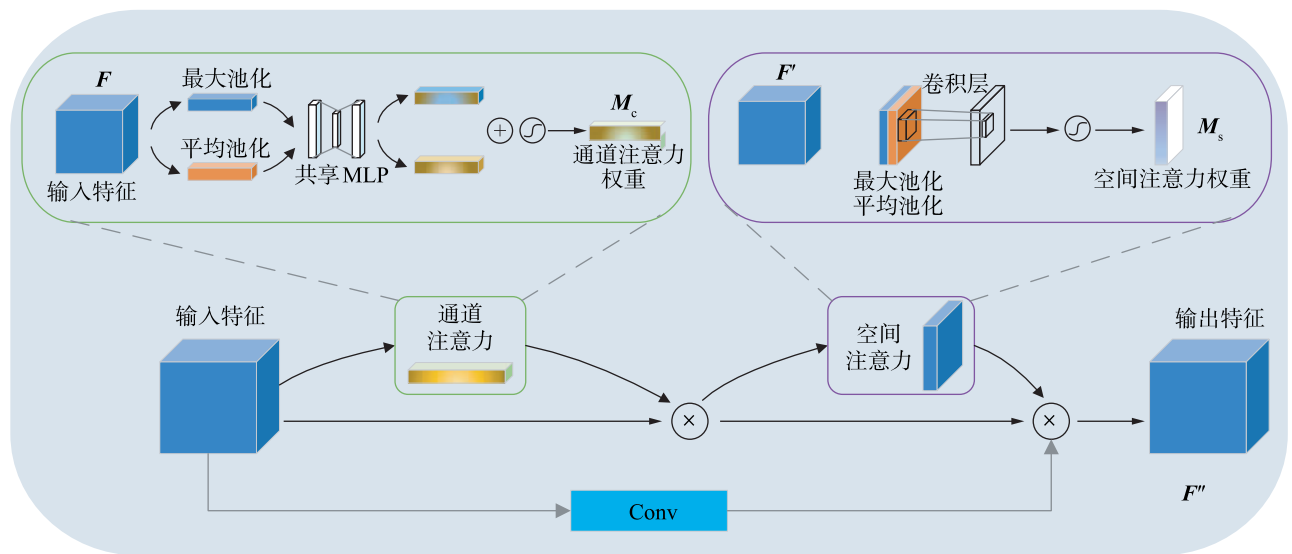 F
最大池化
平均池化
输入特征
共享 MLP
+
M_c
通道注意力
权重
F′
卷积层
最大池化
平均池化
M_s
空间注意力权重
输入特征
通道
注意力
×
空间
注意力
×
输出特征
F″
Conv